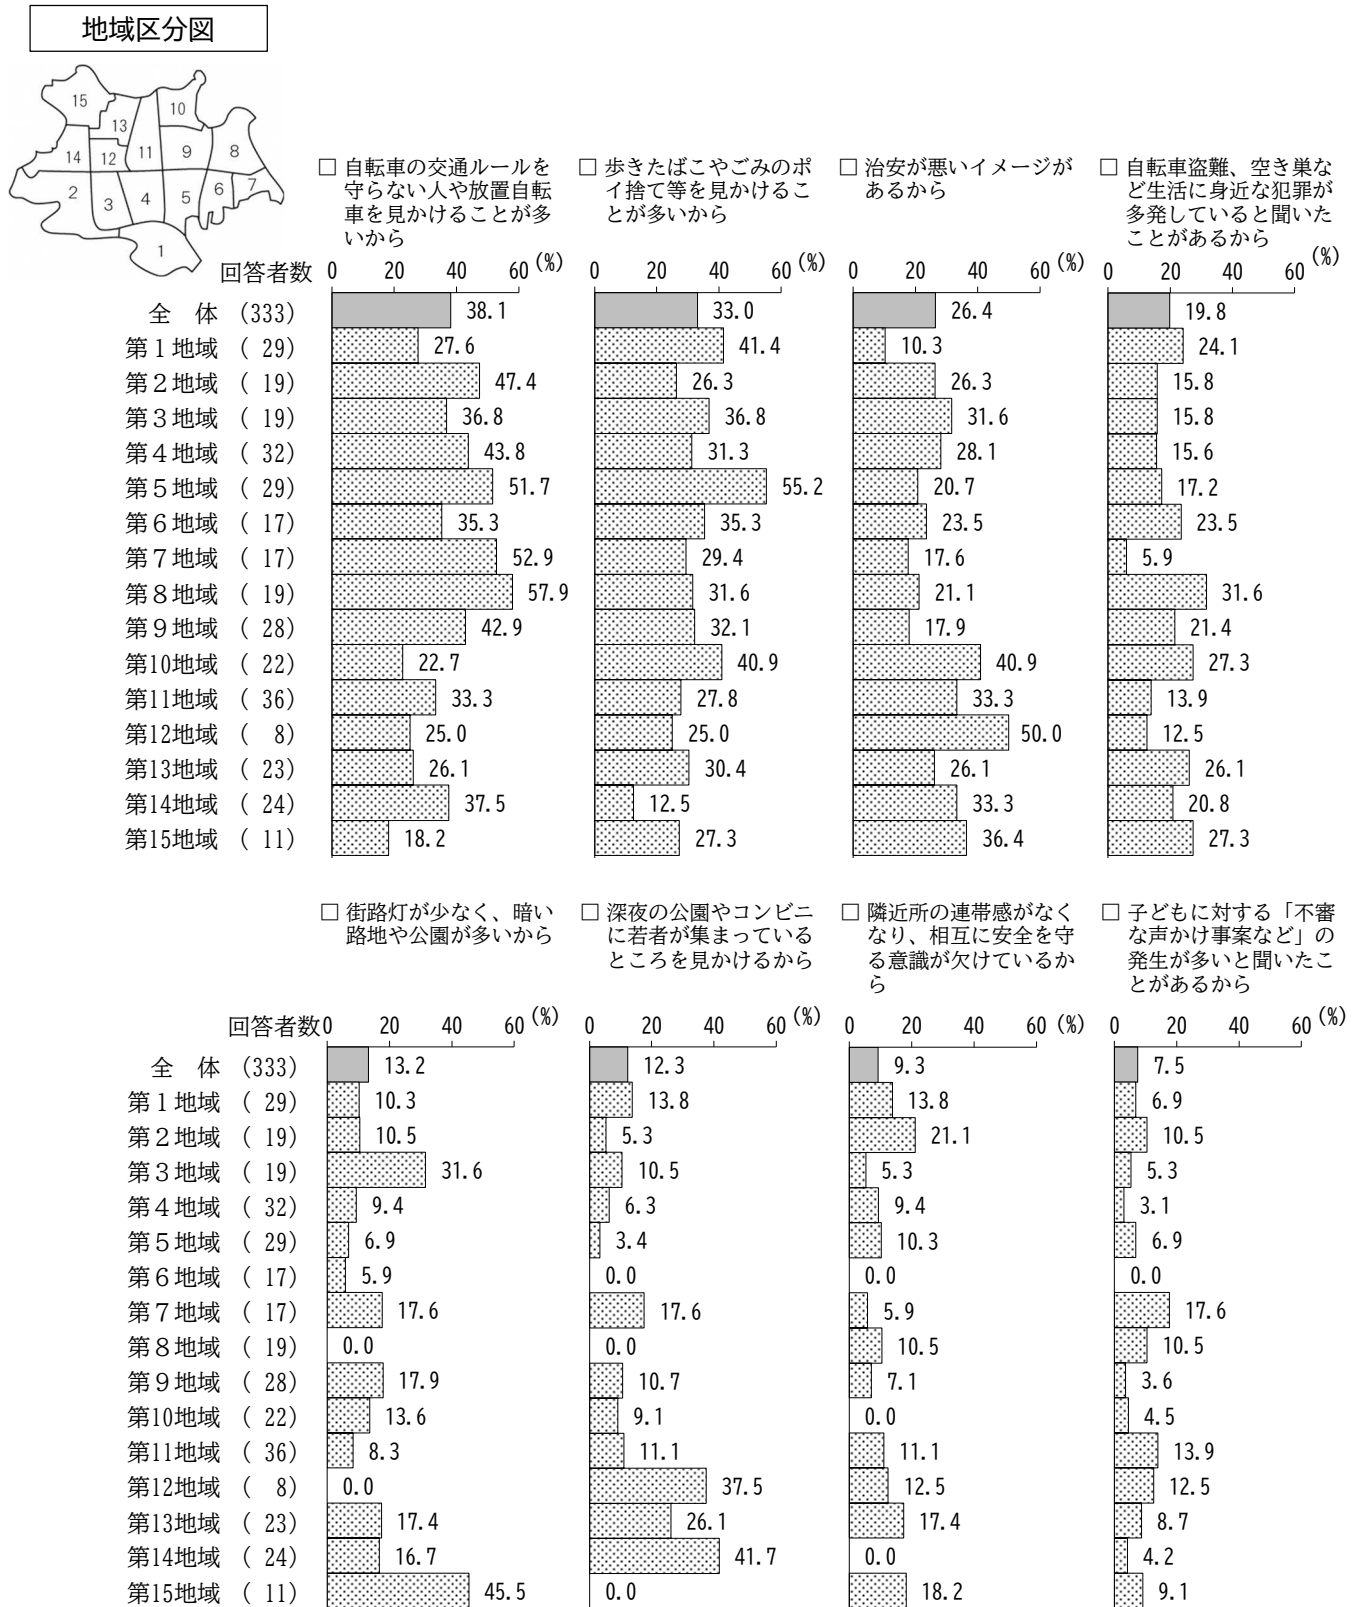 地域区分図
15
10
13
14
12
11
9
8
2
3
4
5
6
7
1
□ 自転車の交通ルールを
守らない人や放置自転
車を見かけることが多
いから
□ 歩きたばこやごみのポ
イ捨て等を見かけるこ
とが多いから
□ 治安が悪いイメージが
あるから
□ 自転車盗難、空き巣な
ど生活に身近な犯罪が
多発していると聞いた
ことがあるから
回答者数 0 20 40 60 (%) 0 20 40 60 (%) 0 20 40 60 (%) 0 20 40 60 (%)
全 体 (333) 38.1 33.0 26.4 19.8
第1地域 ( 29) 27.6 41.4 10.3 24.1
第2地域 ( 19) 47.4 26.3 26.3 15.8
第3地域 ( 19) 36.8 36.8 31.6 15.8
第4地域 ( 32) 43.8 31.3 28.1 15.6
第5地域 ( 29) 51.7 55.2 20.7 17.2
第6地域 ( 17) 35.3 35.3 23.5 23.5
第7地域 ( 17) 52.9 29.4 17.6 5.9
第8地域 ( 19) 57.9 31.6 21.1 31.6
第9地域 ( 28) 42.9 32.1 17.9 21.4
第10地域 ( 22) 22.7 40.9 40.9 27.3
第11地域 ( 36) 33.3 27.8 33.3 13.9
第12地域 ( 8) 25.0 25.0 50.0 12.5
第13地域 ( 23) 26.1 30.4 26.1 26.1
第14地域 ( 24) 37.5 12.5 33.3 20.8
第15地域 ( 11) 18.2 27.3 36.4 27.3
□ 街路灯が少なく、暗い
路地や公園が多いから
□ 深夜の公園やコンビニ
に若者が集まっている
ところを見かけるから
□ 隣近所の連帯感がなく
なり、相互に安全を守
る意識が欠けているか
ら
□ 子どもに対する「不審
な声かけ事案など」の
発生が多いと聞いたこ
とがあるから
回答者数 0 20 40 60 (%) 0 20 40 60 (%) 0 20 40 60 (%) 0 20 40 60 (%)
全 体 (333) 13.2 12.3 9.3 7.5
第1地域 ( 29) 10.3 13.8 13.8 6.9
第2地域 ( 19) 10.5 5.3 21.1 10.5
第3地域 ( 19) 31.6 10.5 5.3 5.3
第4地域 ( 32) 9.4 6.3 9.4 3.1
第5地域 ( 29) 6.9 3.4 10.3 6.9
第6地域 ( 17) 5.9 0.0 0.0 0.0
第7地域 ( 17) 17.6 17.6 5.9 17.6
第8地域 ( 19) 0.0 0.0 10.5 10.5
第9地域 ( 28) 17.9 10.7 7.1 3.6
第10地域 ( 22) 13.6 9.1 0.0 4.5
第11地域 ( 36) 8.3 11.1 11.1 13.9
第12地域 ( 8) 0.0 37.5 12.5 12.5
第13地域 ( 23) 17.4 26.1 17.4 8.7
第14地域 ( 24) 16.7 41.7 0.0 4.2
第15地域 ( 11) 45.5 0.0 18.2 9.1